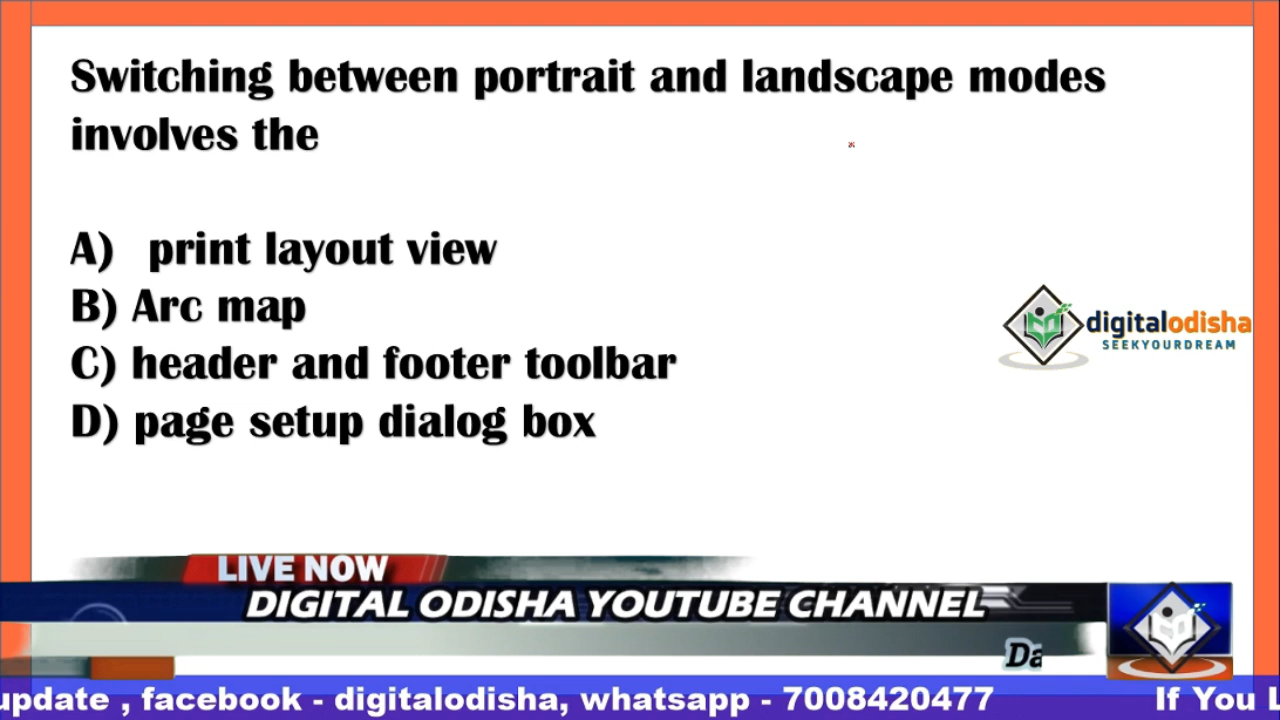 Switching between portrait and landscape modes
involves the
A) print layout view
B) Arc map
C) header and footer toolbar
D) page setup dialog box
digitalodisha
SEEKYOURDREAM
LIVE NOW
DIGITAL ODISHA YOUTUBE CHANNEL
Da
update , facebook - digitalodisha, whatsapp - 7008420477 If You L